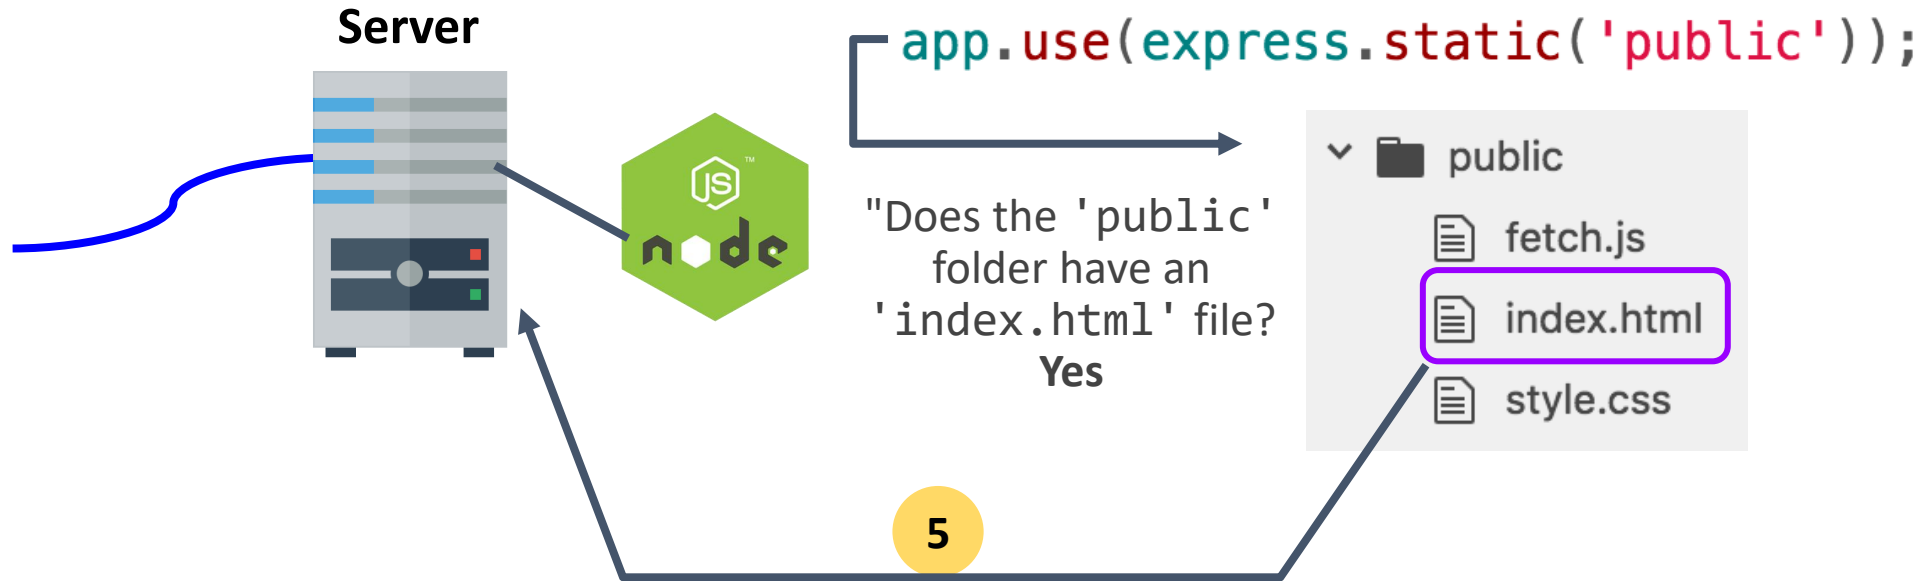 Server
app.use(express.static('public'));
JS
TM
node
"Does the 'public'
folder have an
'index.html' file?
Yes
public
fetch.js
index.html
style.css
5